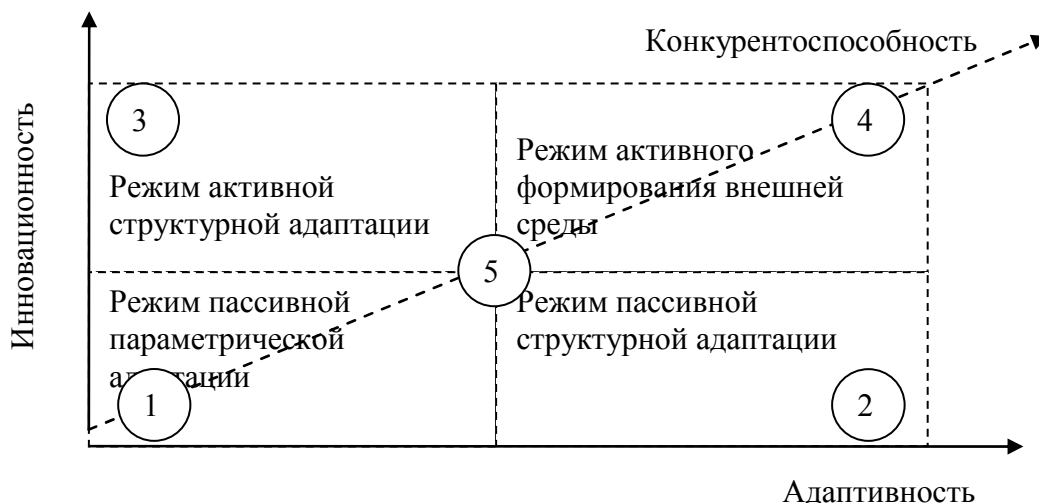 Конкурентоспособность
Инновационность
3
4
Режим активной
структурной адаптации
Режим активного
формирования внешней
среды
5
Режим пассивной
параметрической
адаптации
Режим пассивной
структурной адаптации
1
2
Адаптивность